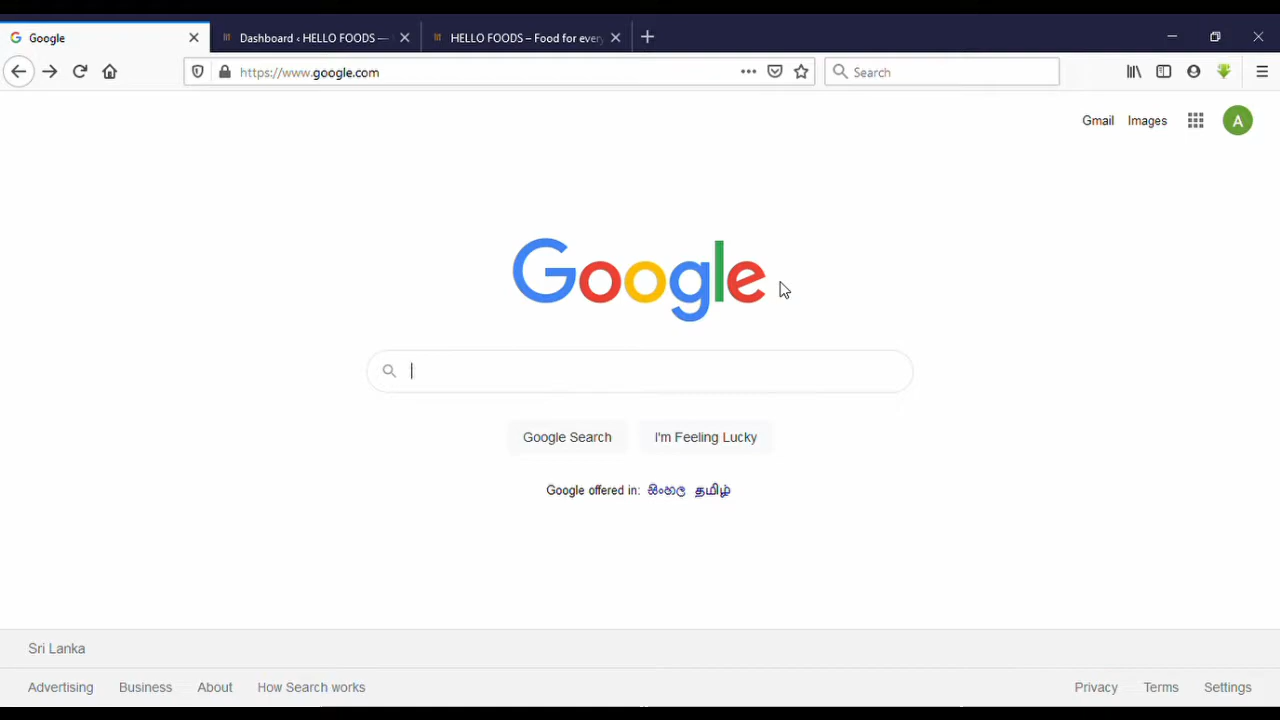 Google
Dashboard ‹ HELLO FOODS —
HELLO FOODS – Food for every
https://www.google.com
Search
Gmail
Images
A
Google
Google Search
I'm Feeling Lucky
Google offered in: සිංහල தமிழ்
Sri Lanka
Advertising
Business
About
How Search works
Privacy
Terms
Settings